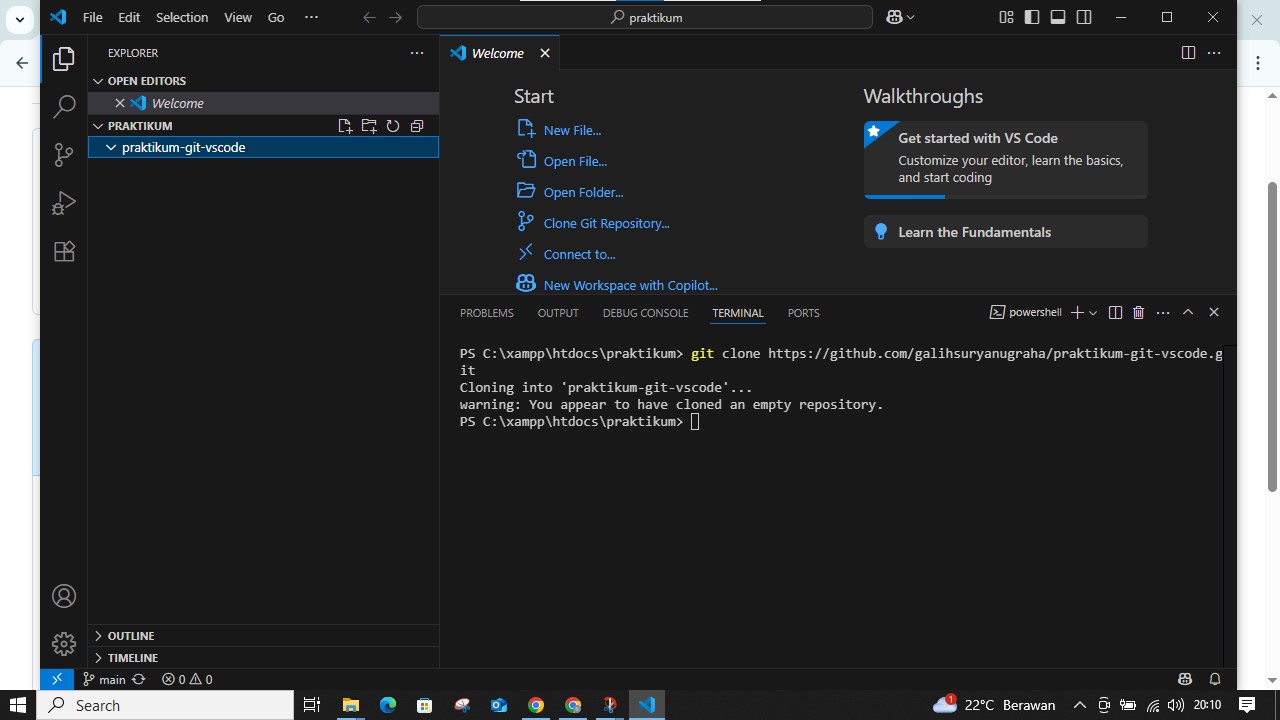 File Edit Selection View Go ··· praktikum
EXPLORER ···
OPEN EDITORS
Welcome
PRAKTIKUM
praktikum-git-vscode
OUTLINE
TIMELINE
Welcome ···
Start
New File...
Open File...
Open Folder...
Clone Git Repository...
Connect to...
New Workspace with Copilot...
Walkthroughs
Get started with VS Code
Customize your editor, learn the basics,
and start coding
Learn the Fundamentals
PROBLEMS OUTPUT DEBUG CONSOLE TERMINAL PORTS powershell ···
PS C:\xampp\htdocs\praktikum> git clone https://github.com/galihsuryanugraha/praktikum-git-vscode.g
it
Cloning into 'praktikum-git-vscode'...
warning: You appear to have cloned an empty repository.
PS C:\xampp\htdocs\praktikum>
main 0 0
Search 1 22°C Berawan 20:10